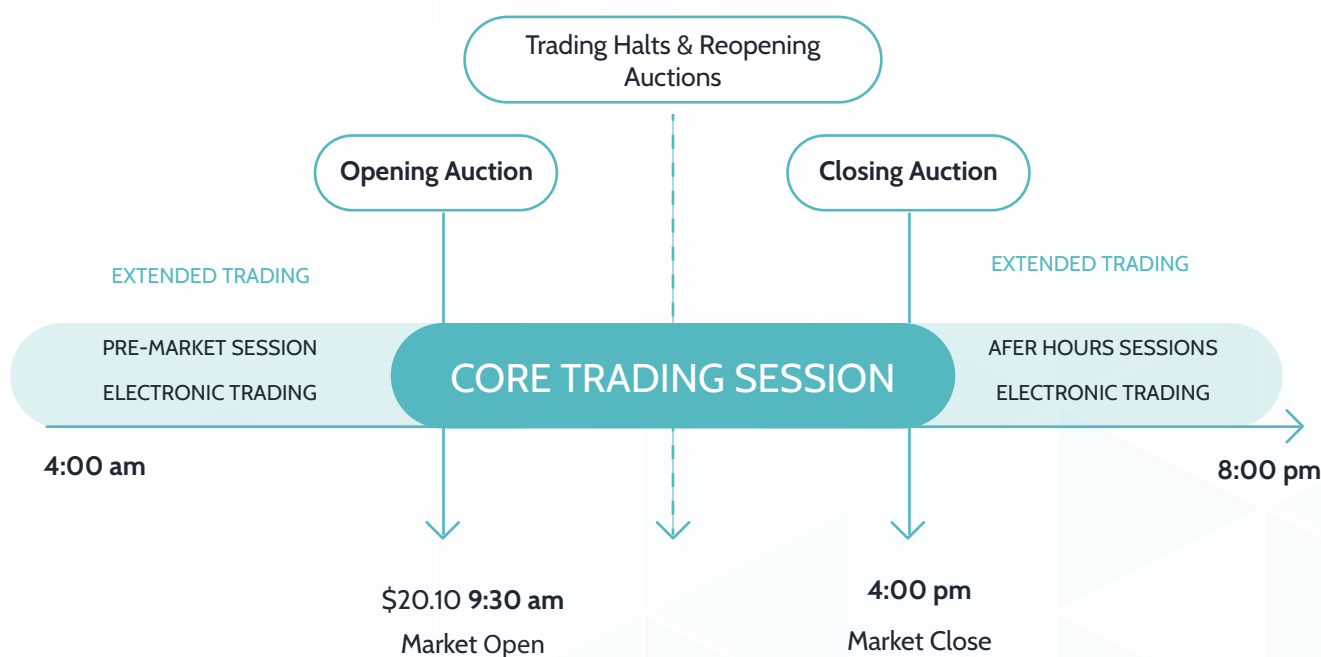 Trading Halts & Reopening
Auctions
Opening Auction
Closing Auction
EXTENDED TRADING
EXTENDED TRADING
PRE-MARKET SESSION
ELECTRONIC TRADING
CORE TRADING SESSION
AFER HOURS SESSIONS
ELECTRONIC TRADING
4:00 am
8:00 pm
$20.10 9:30 am
Market Open
4:00 pm
Market Close